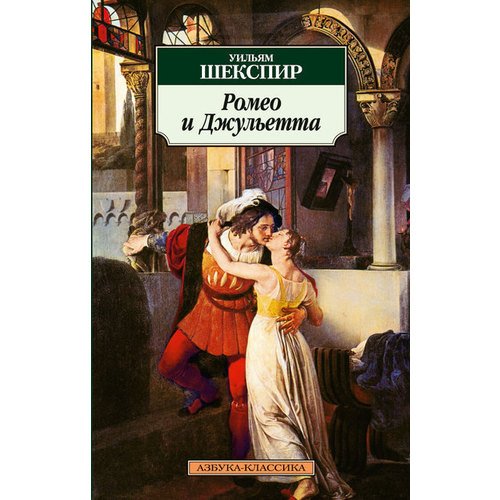 УИЛЬЯМ
ШЕКСПИР
Ромео
и Джульетта
АЗБУКА-КЛАССИКА